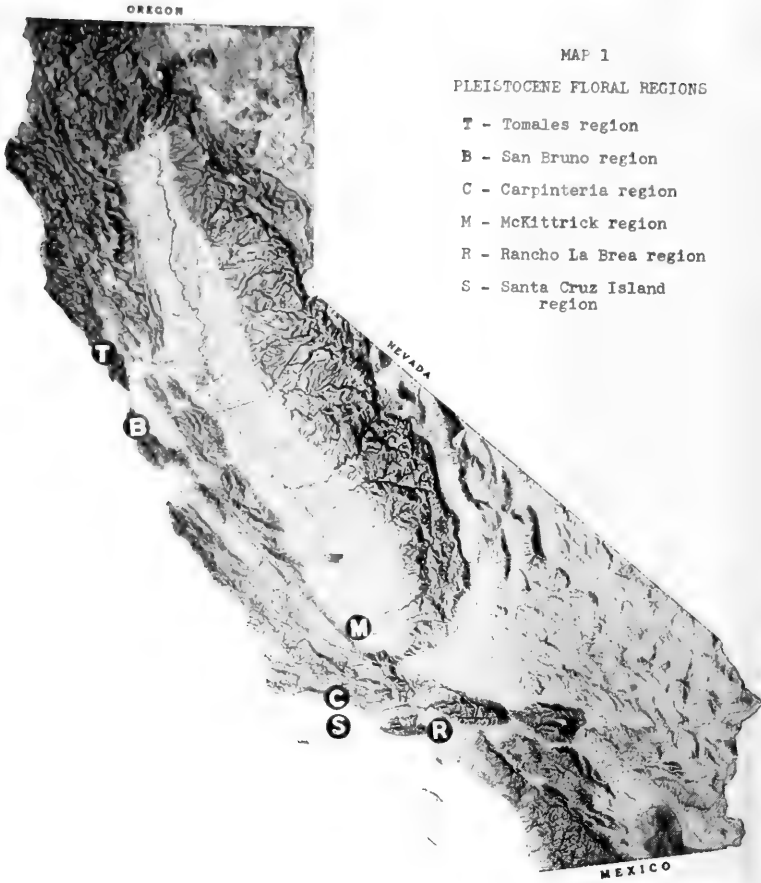 OREGON
MAP 1
PLEISTOCENE FLORAL REGIONS
T - Tomales region
B - San Bruno region
C - Carpinteria region
M - McKittrick region
R - Rancho La Brea region
S - Santa Cruz Island
region
NEVADA
T
B
M
C
S
R
MEXICO